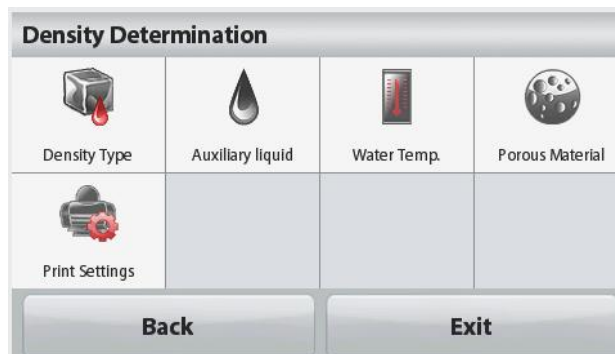 Density Determination
Density Type
Auxiliary liquid
Water Temp.
Porous Material
Print Settings
Back
Exit